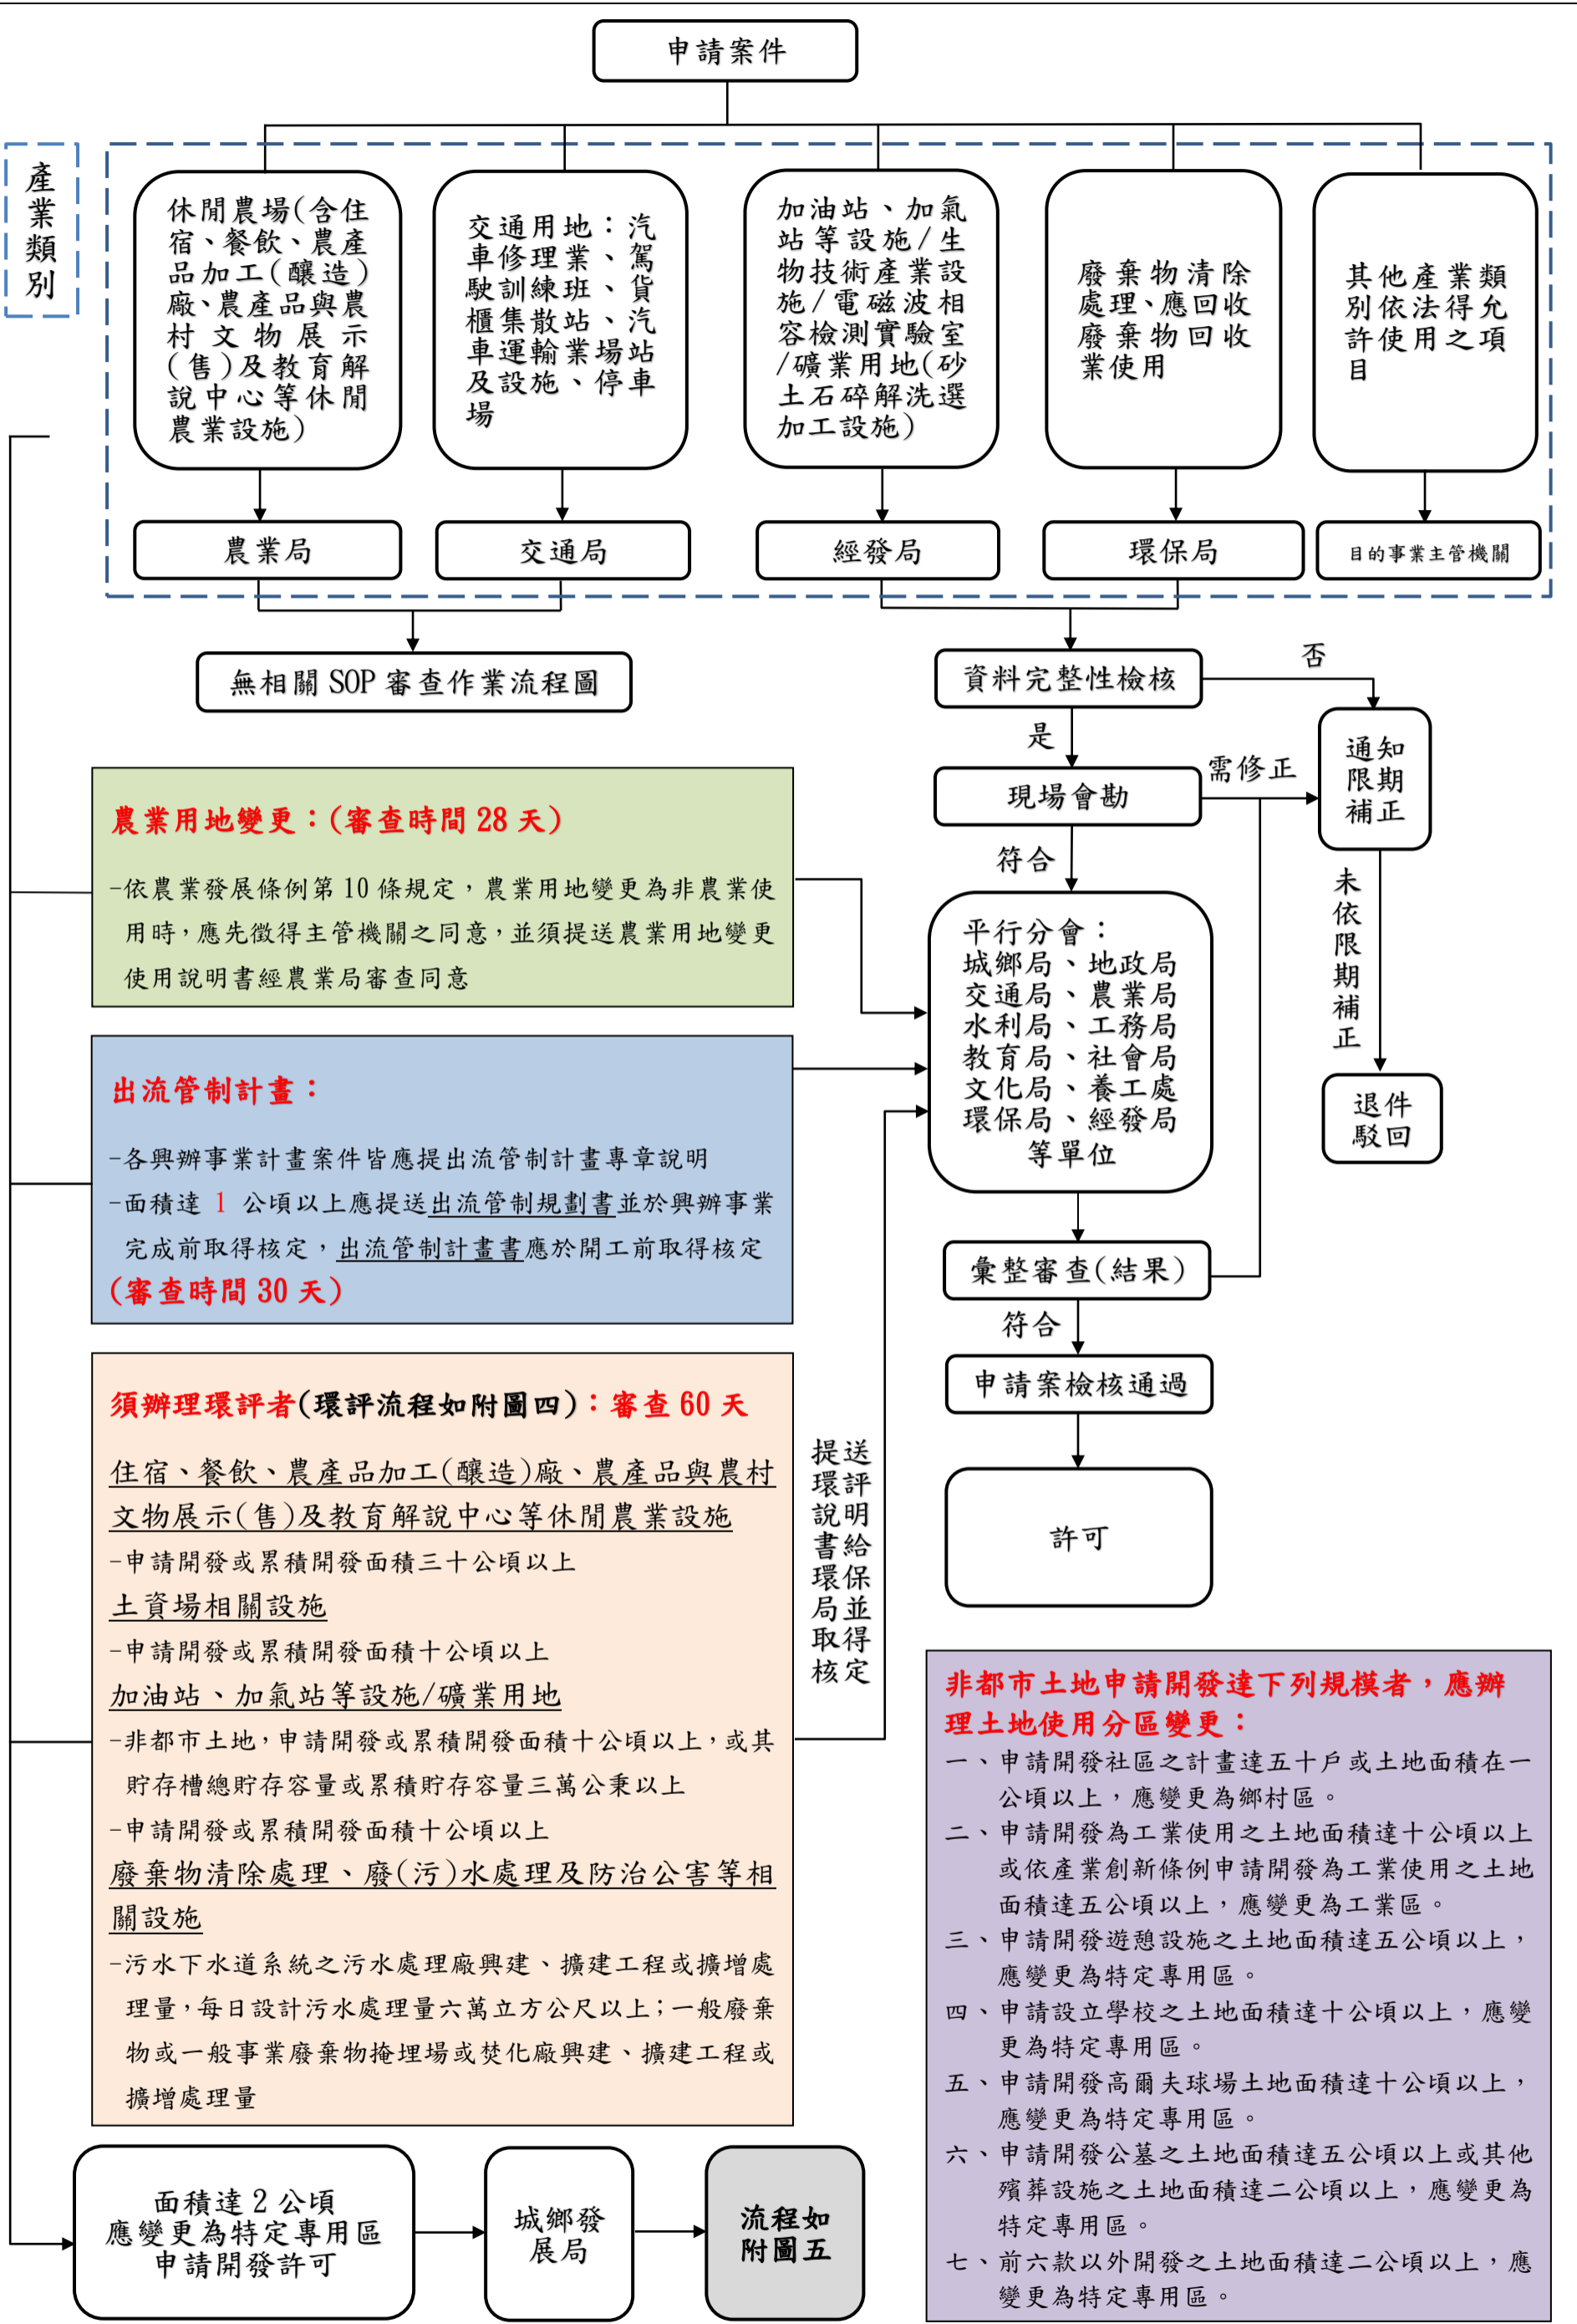 申請案件
產
業
類
別
休閒農場(含住
宿、餐飲、農產
品加工(釀造)
廠、農產品與農
村文物展示
(售)及教育解
說中心等休閒
農業設施)
交通用地：汽
車修理業、駕
駛訓練班、貨
櫃集散站、汽
車運輸業場站
及設施、停車
場
加油站、加氣
站等設施/生
物技術產業設
施/電磁波相
容檢測實驗室
/礦業用地(砂
土石碎解洗選
加工設施)
廢棄物清除
處理、應回收
廢棄物回收
業使用
其他產業類
別依法得允
許使用之項
目
農業局
交通局
經發局
環保局
目的事業主管機關
無相關 SOP 審查作業流程圖
資料完整性檢核
否
是
現場會勘
需修正
通知
限期
補正
符合
未
依
限
期
補
正
退件
駁回
平行分會：
城鄉局、地政局
交通局、農業局
水利局、工務局
教育局、社會局
文化局、養工處
環保局、經發局
等單位
彙整審查(結果)
符合
申請案檢核通過
許可
農業用地變更：(審查時間 28 天)
-依農業發展條例第 10 條規定，農業用地變更為非農業使
用時，應先徵得主管機關之同意，並須提送農業用地變更
使用說明書經農業局審查同意
出流管制計畫：
-各興辦事業計畫案件皆應提出流管制計畫專章說明
-面積達 1 公頃以上應提送出流管制規劃書並於興辦事業
完成前取得核定，出流管制計畫書應於開工前取得核定
(審查時間 30 天)
須辦理環評者(環評流程如附圖四)：審查 60 天
住宿、餐飲、農產品加工(釀造)廠、農產品與農村
文物展示(售)及教育解說中心等休閒農業設施
-申請開發或累積開發面積三十公頃以上
土資場相關設施
-申請開發或累積開發面積十公頃以上
加油站、加氣站等設施/礦業用地
-非都市土地，申請開發或累積開發面積十公頃以上，或其
貯存槽總貯存容量或累積貯存容量三萬公秉以上
-申請開發或累積開發面積十公頃以上
廢棄物清除處理、廢(污)水處理及防治公害等相
關設施
-污水下水道系統之污水處理廠興建、擴建工程或擴增處
理量，每日設計污水處理量六萬立方公尺以上；一般廢棄
物或一般事業廢棄物掩埋場或焚化廠興建、擴建工程或
擴增處理量
提送
環評
說明
書給
環保
局並
取得
核定
面積達 2 公頃
應變更為特定專用區
申請開發許可
城鄉發
展局
流程如
附圖五
非都市土地申請開發達下列規模者，應辦
理土地使用分區變更：
一、申請開發社區之計畫達五十戶或土地面積在一
公頃以上，應變更為鄉村區。
二、申請開發為工業使用之土地面積達十公頃以上
或依產業創新條例申請開發為工業使用之土地
面積達五公頃以上，應變更為工業區。
三、申請開發遊憩設施之土地面積達五公頃以上，
應變更為特定專用區。
四、申請設立學校之土地面積達十公頃以上，應變
更為特定專用區。
五、申請開發高爾夫球場土地面積達十公頃以上，
應變更為特定專用區。
六、申請開發公墓之土地面積達五公頃以上或其他
殯葬設施之土地面積達二公頃以上，應變更為
特定專用區。
七、前六款以外開發之土地面積達二公頃以上，應
變更為特定專用區。